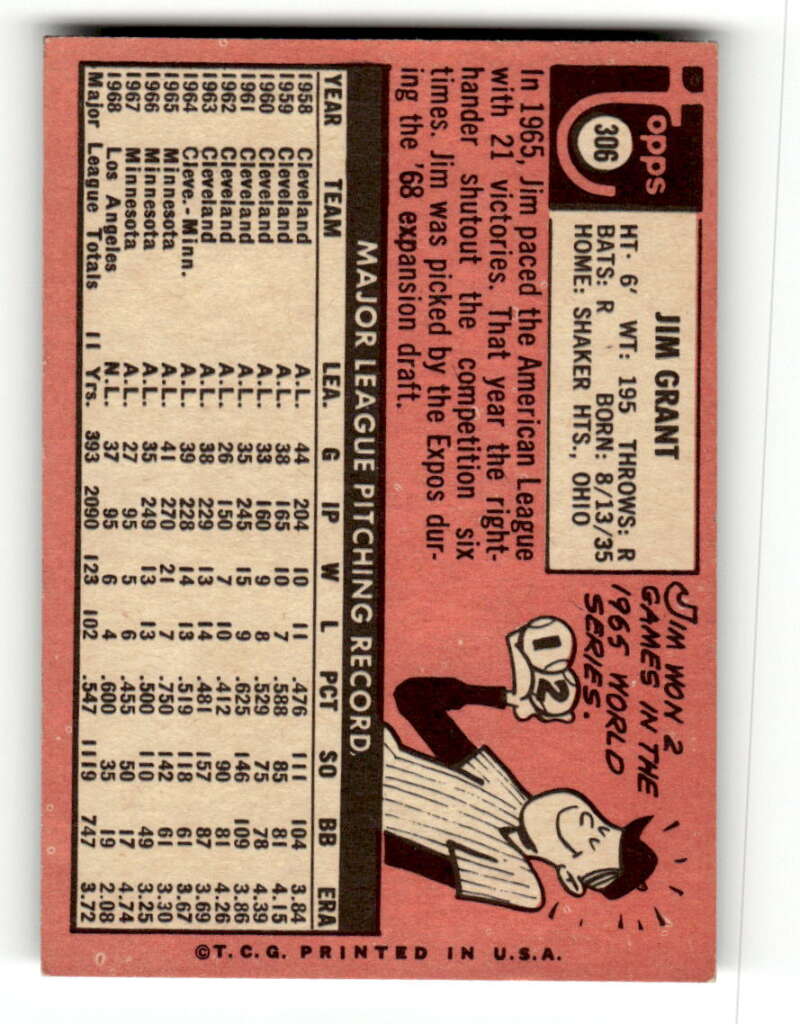 Topps
306
JIM GRANT
HT· 6' WT: 195 THROWS: R
BATS: R BORN: 8/13/35
HOME: SHAKER HTS., OHIO
In 1965, Jim paced the American League
with 21 victories. That year the right-
hander shutout the competition six
times. Jim was picked by the Expos dur-
ing the '68 expansion draft.
JIM WON 2
GAMES IN THE
1965 WORLD
SERIES.
1 2
MAJOR LEAGUE PITCHING RECORD
YEAR TEAM LEA. G IP W L PCT SO BB ERA
1958 Cleveland A.L. 44 204 10 11 .476 111 104 3.84
1959 Cleveland A.L. 38 165 10 7 .588 85 81 4.15
1960 Cleveland A.L. 33 160 9 8 .529 75 78 4.39
1961 Cleveland A.L. 35 245 15 9 .625 146 109 3.86
1962 Cleveland A.L. 26 150 7 10 .412 90 81 4.26
1963 Cleveland A.L. 38 229 13 14 .481 157 87 3.69
1964 Cleve.-Minn. A.L. 39 228 14 13 .519 118 61 3.67
1965 Minnesota A.L. 41 270 21 7 .750 142 61 3.30
1966 Minnesota A.L. 35 249 13 13 .500 110 49 3.25
1967 Minnesota A.L. 27 95 5 6 .455 50 17 4.74
1968 Los Angeles N.L. 37 95 6 4 .600 35 19 2.08
Major League Totals 11 Yrs. 393 2090 123 102 .547 1119 747 3.72
©T.C.G. PRINTED IN U.S.A.